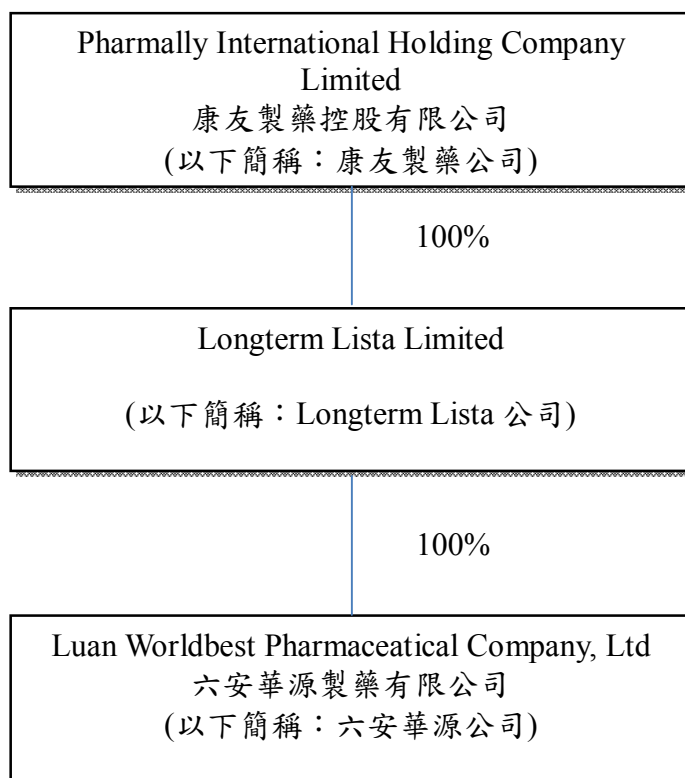 Pharmally International Holding Company
Limited
康友製藥控股有限公司
(以下簡稱：康友製藥公司)
100%
Longterm Lista Limited
(以下簡稱：Longterm Lista 公司)
100%
Luan Worldbest Pharmaceatical Company, Ltd
六安華源製藥有限公司
(以下簡稱：六安華源公司)